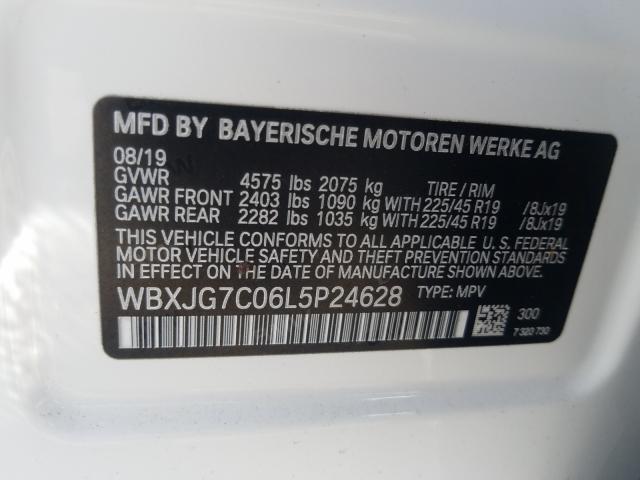 MFD BY BAYERISCHE MOTOREN WERKE AG
08/19
GVWR 4575 lbs 2075 kg TIRE / RIM
GAWR FRONT 2403 lbs 1090 kg WITH 225/45 R19 /8Jx19
GAWR REAR 2282 lbs 1035 kg WITH 225/45 R19 /8Jx19
THIS VEHICLE CONFORMS TO ALL APPLICABLE U. S. FEDERAL
MOTOR VEHICLE SAFETY AND THEFT PREVENTION
STANDARDS IN EFFECT ON THE DATE OF MANUFACTURE SHOWN ABOVE.
WBXJG7C06L5P24628 TYPE: MPV
300
7 320 730